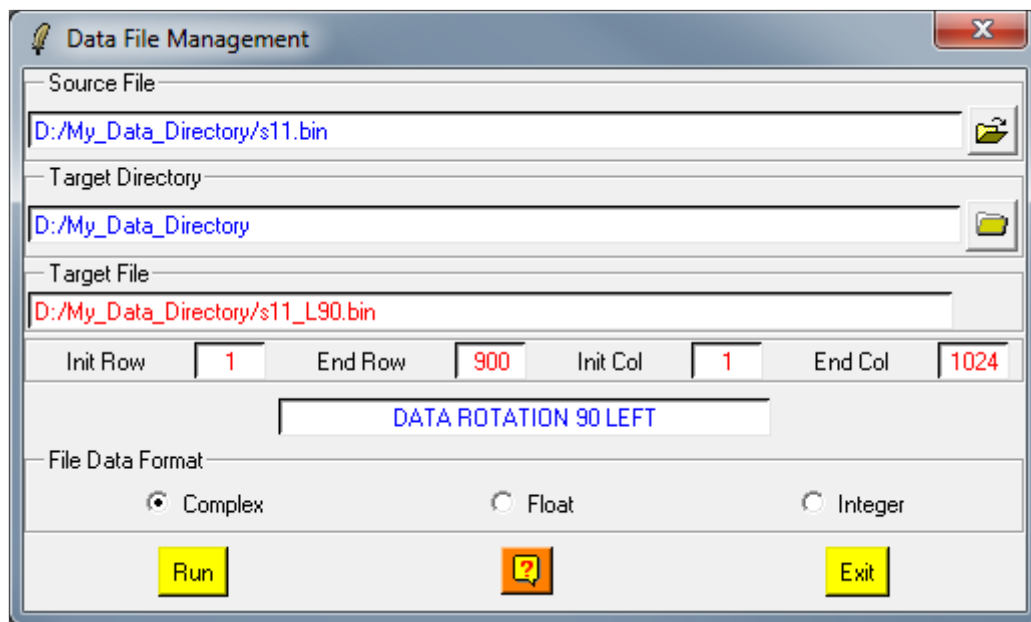 Data File Management
Source File
D:/My_Data_Directory/s11.bin
Target Directory
D:/My_Data_Directory
Target File
D:/My_Data_Directory/s11_L90.bin
Init Row 1 End Row 900 Init Col 1 End Col 1024
DATA ROTATION 90 LEFT
File Data Format
Complex Float Integer
Run ? Exit